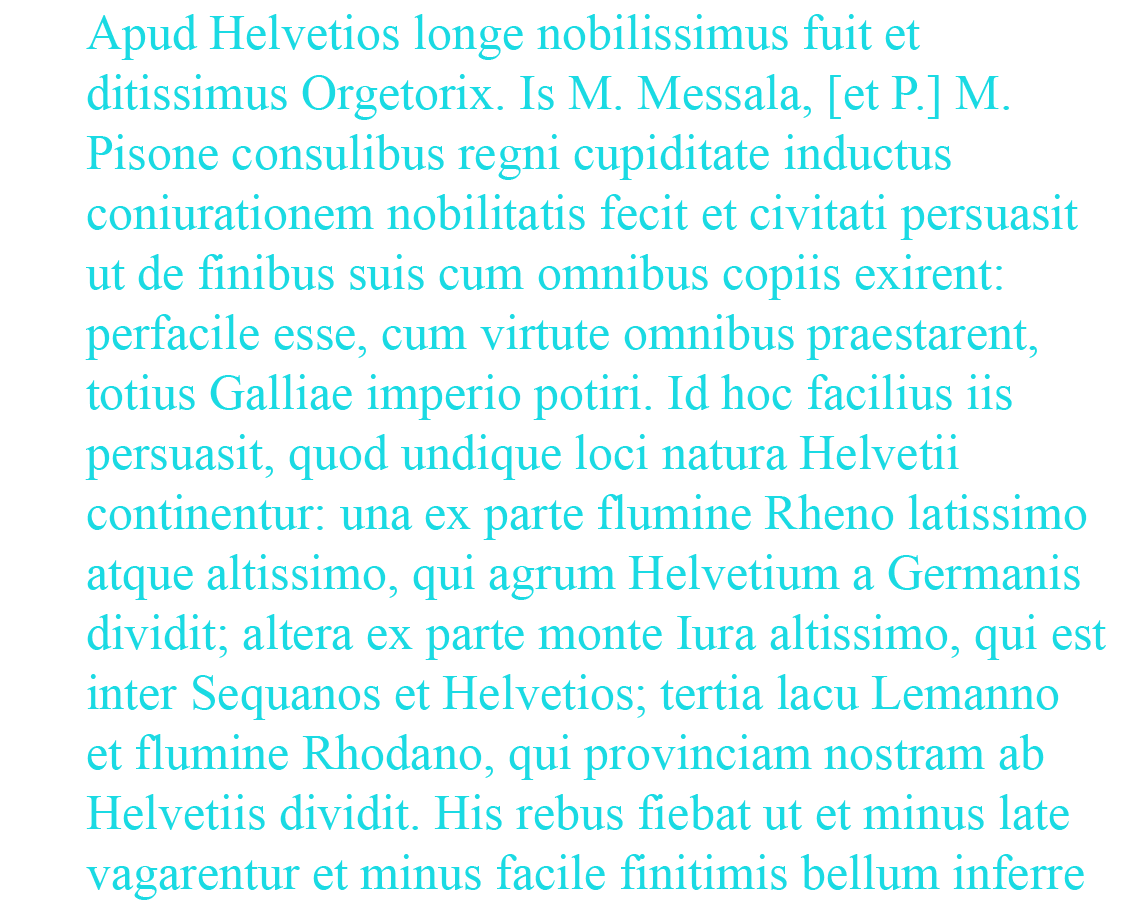 Apud Helvetios longe nobilissimus fuit et
ditissimus Orgetorix. Is M. Messala, [et P.] M.
Pisone consulibus regni cupiditate inductus
coniurationem nobilitatis fecit et civitati persuasit
ut de finibus suis cum omnibus copiis exirent:
perfacile esse, cum virtute omnibus praestarent,
totius Galliae imperio potiri. Id hoc facilius iis
persuasit, quod undique loci natura Helvetii
continentur: una ex parte flumine Rheno latissimo
atque altissimo, qui agrum Helvetium a Germanis
dividit; altera ex parte monte Iura altissimo, qui est
inter Sequanos et Helvetios; tertia lacu Lemanno
et flumine Rhodano, qui provinciam nostram ab
Helvetiis dividit. His rebus fiebat ut et minus late
vagarentur et minus facile finitimis bellum inferre